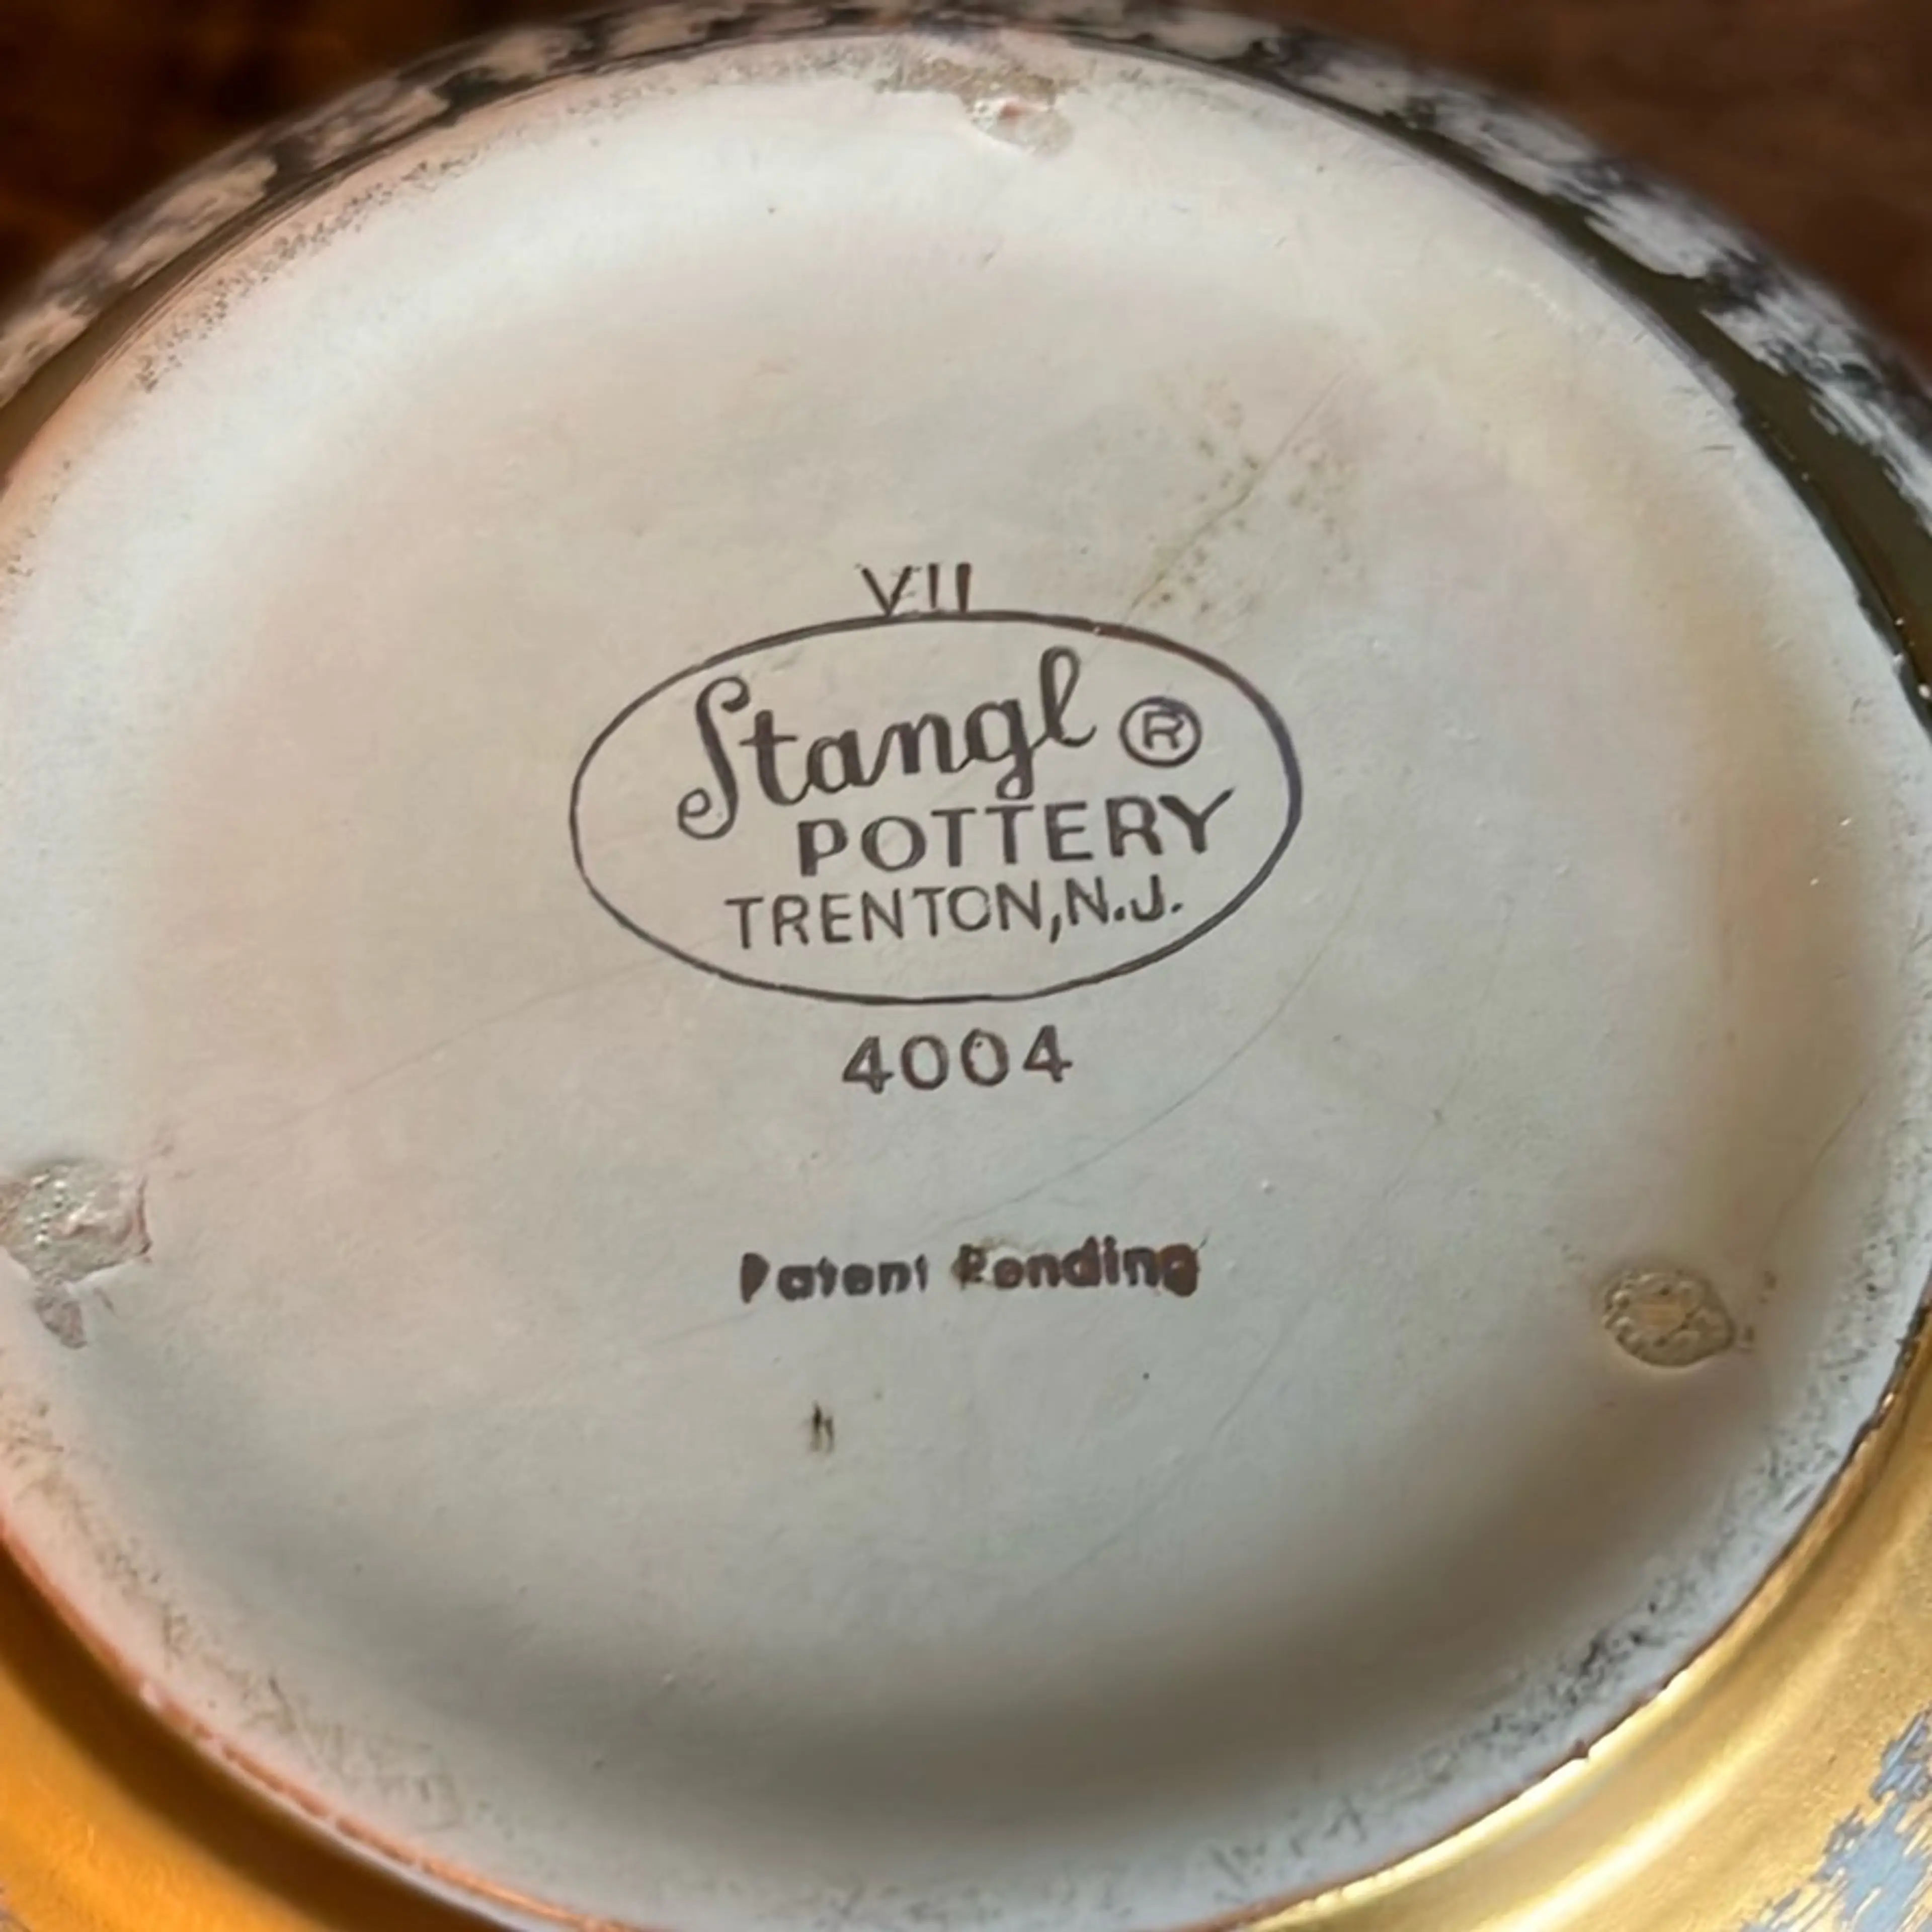 VII
Stangl ®
POTTERY
TRENTON, N.J.
4004
Patent Pending